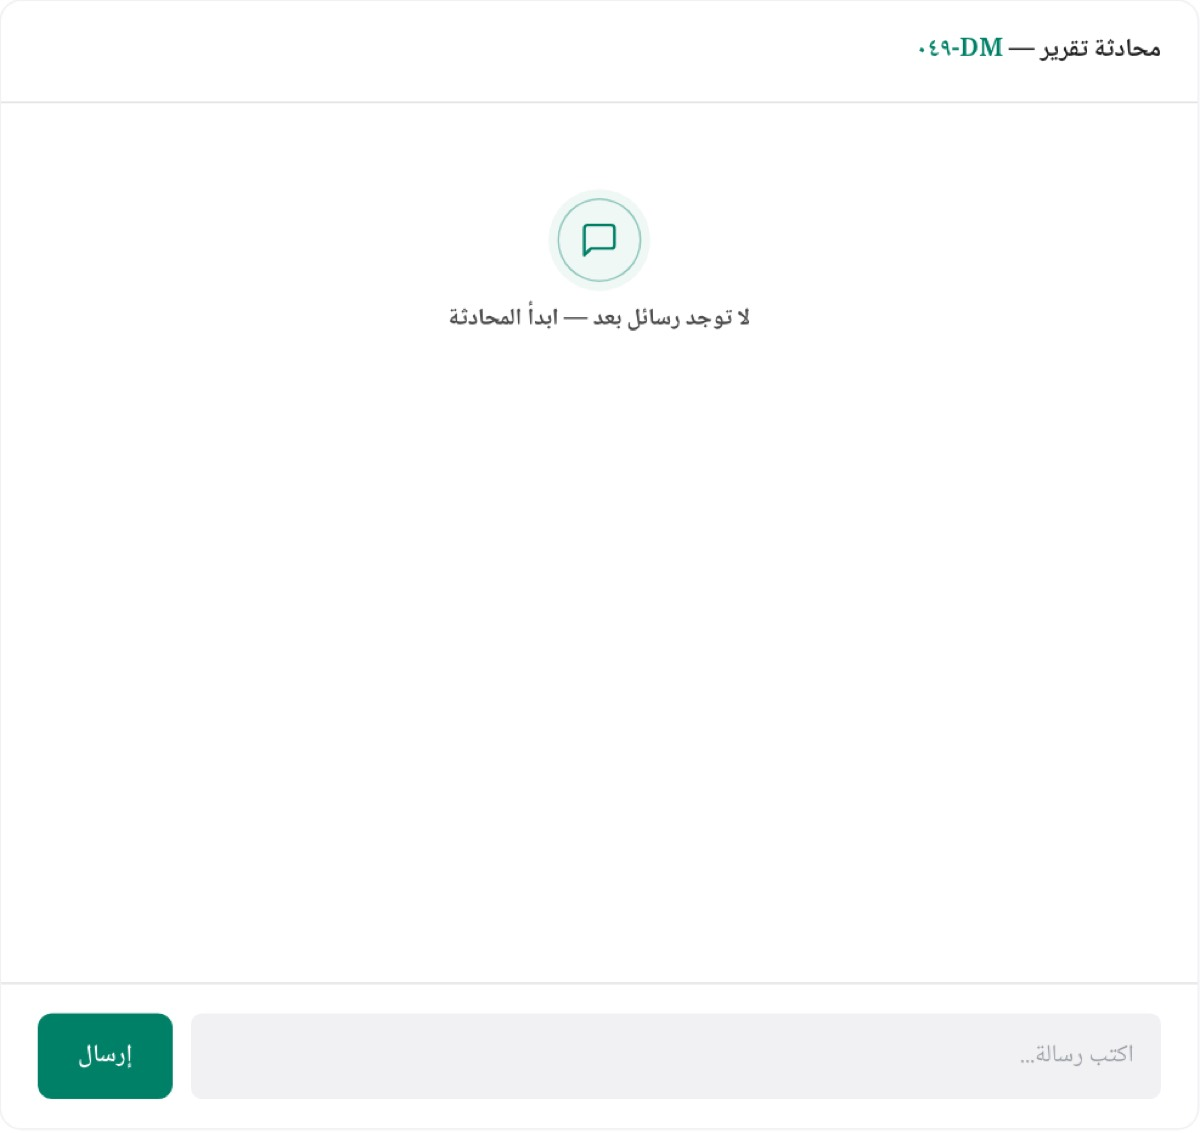 محادثة تقرير — DM-٠٤٩
لا توجد رسائل بعد — ابدأ المحادثة
اكتب رسالة...
إرسال